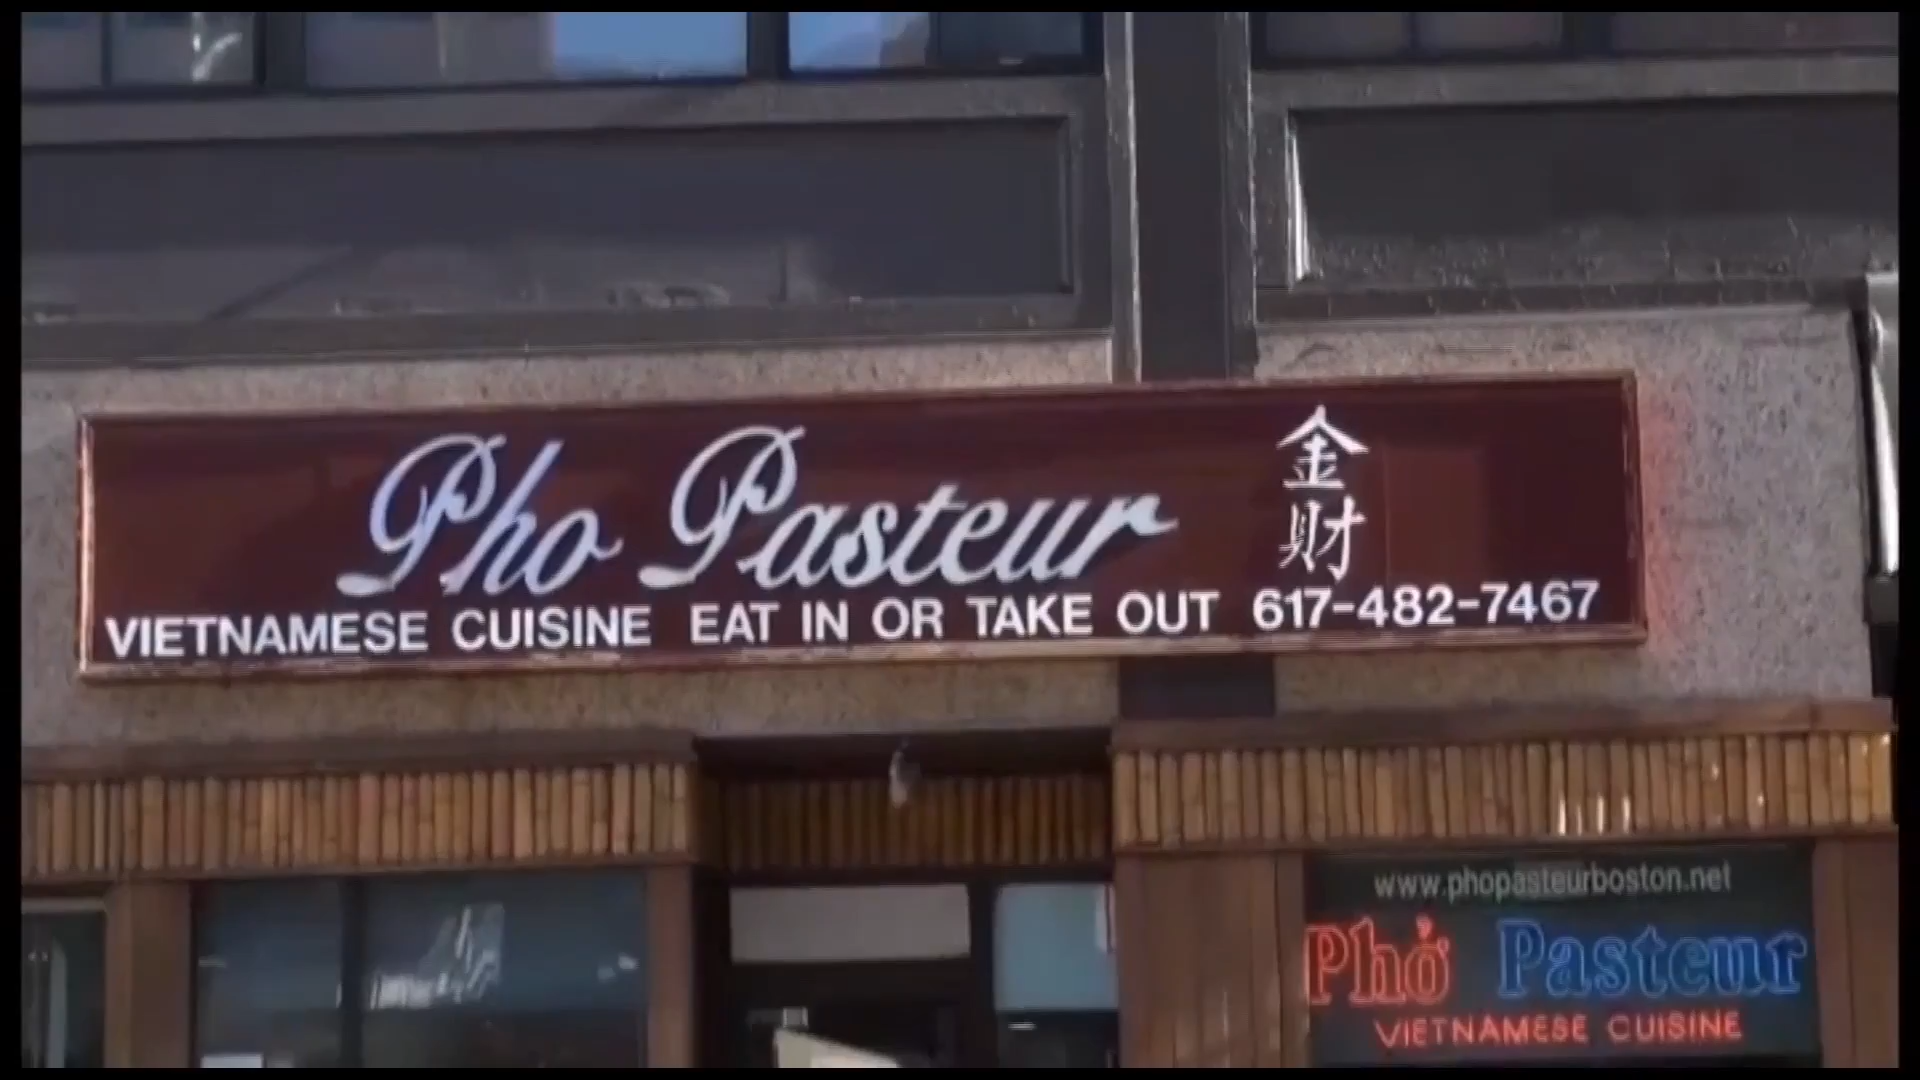 Pho Pasteur
金財
VIETNAMESE CUISINE EAT IN OR TAKE OUT 617-482-7467
www.phopasteurboston.net
Phở Pasteur
VIETNAMESE CUISINE